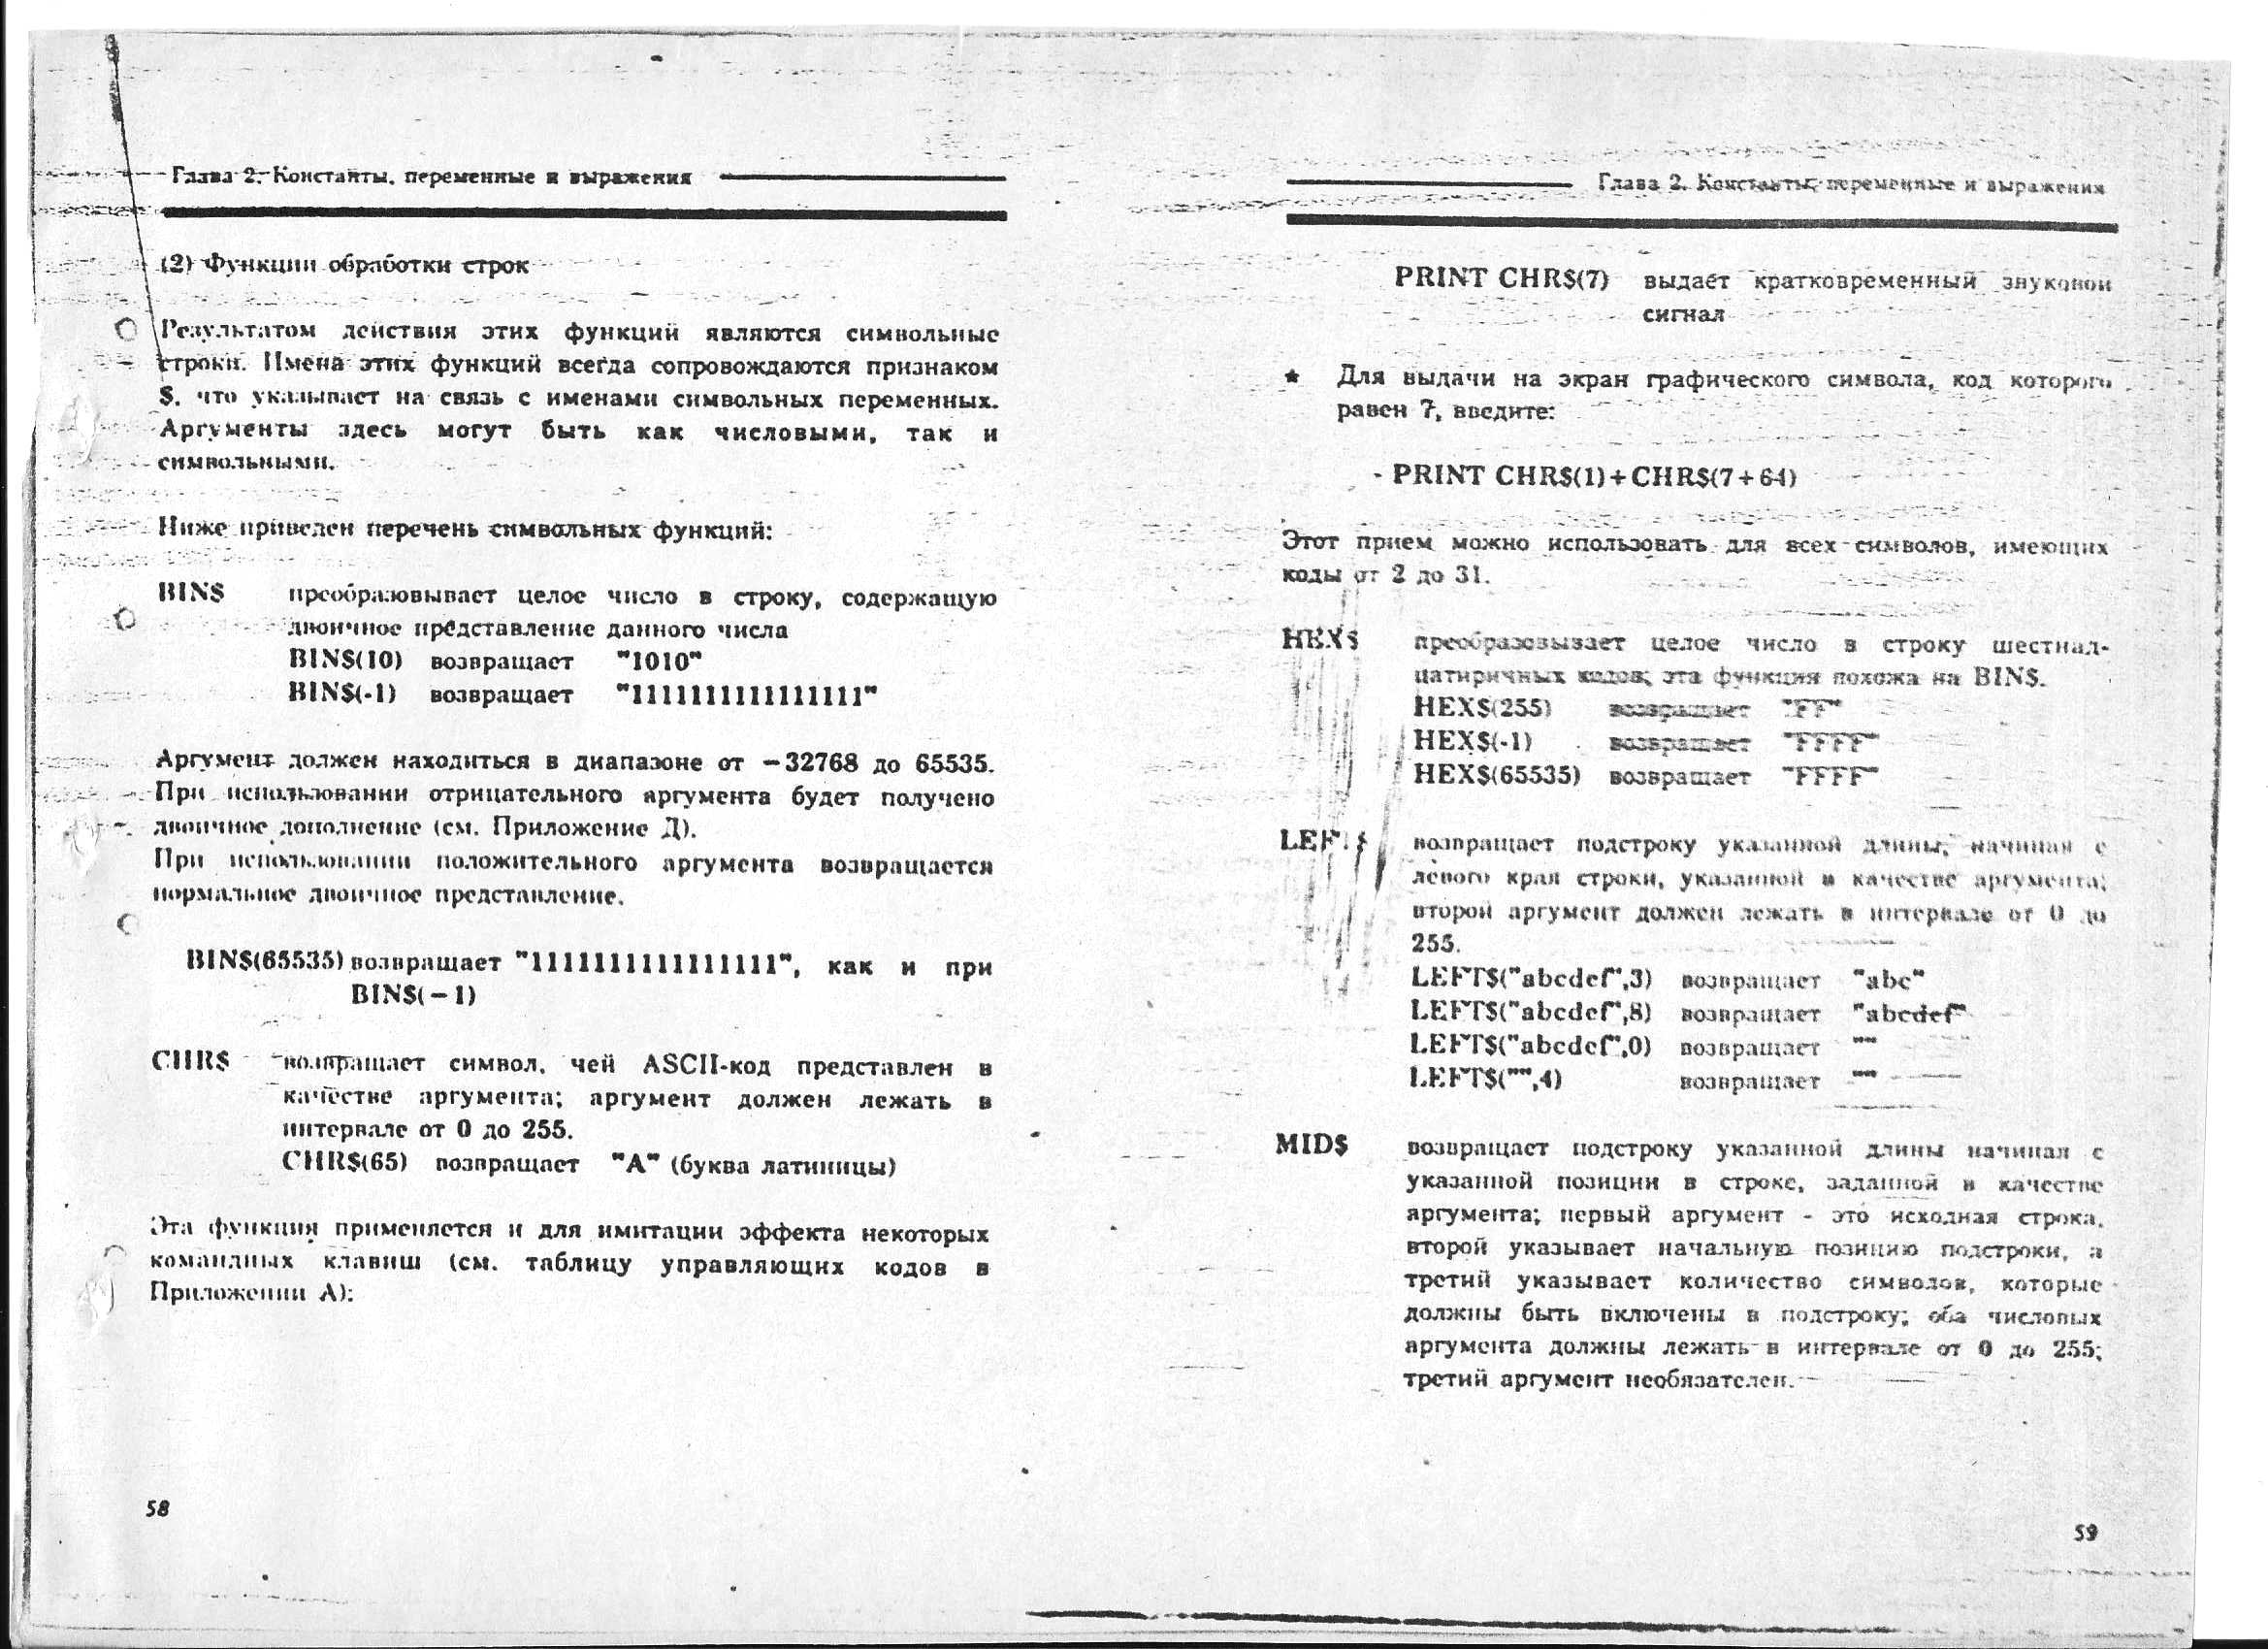 Глава 2. Константы, переменные и выражения
(2) Функции обработки строк
Результатом действия этих функций являются символьные
строки. Имена этих функций всегда сопровождаются признаком
$, что указывает на связь с именами символьных переменных.
Аргументы здесь могут быть как числовыми, так и
символьными.
Ниже приведен перечень символьных функций:
BIN$ преобразовывает целое число в строку, содержащую
двоичное представление данного числа
BIN$(10) возвращает "1010"
BIN$(-1) возвращает "1111111111111111"
Аргумент должен находиться в диапазоне от −32768 до 65535.
При использовании отрицательного аргумента будет получено
двоичное дополнение (см. Приложение Д).
При использовании положительного аргумента возвращается
нормальное двоичное представление.
BIN$(65535) возвращает "1111111111111111", как и при
BIN$(−1)
CHR$ возвращает символ, чей ASCII-код представлен в
качестве аргумента; аргумент должен лежать в
интервале от 0 до 255.
CHR$(65) возвращает "A" (буква латиницы)
Эта функция применяется и для имитации эффекта некоторых
командных клавиш (см. таблицу управляющих кодов в
Приложении А):
58
Глава 2. Константы, переменные и выражения
PRINT CHR$(7) выдаёт кратковременный звуковой
сигнал
★ Для выдачи на экран графического символа, код которого
равен 7, введите:
PRINT CHR$(1)+CHR$(7+64)
Этот прием можно использовать для всех символов, имеющих
коды от 2 до 31.
HEX$ преобразовывает целое число в строку шестнад-
цатиричных кодов; эта функция похожа на BIN$.
HEX$(255) возвращает "FF"
HEX$(-1) возвращает "FFFF"
HEX$(65535) возвращает "FFFF"
LEFT$ возвращает подстроку указанной длины, начиная с
левого края строки, указанной в качестве аргумента;
второй аргумент должен лежать в интервале от 0 до
255.
LEFT$("abcdef",3) возвращает "abc"
LEFT$("abcdef",8) возвращает "abcdef"
LEFT$("abcdef",0) возвращает ""
LEFT$("",4) возвращает ""
MID$ возвращает подстроку указанной длины начиная с
указанной позиции в строке, заданной в качестве
аргумента; первый аргумент - это исходная строка,
второй указывает начальную позицию подстроки, а
третий указывает количество символов, которые
должны быть включены в подстроку; оба числовых
аргумента должны лежать в интервале от 0 до 255;
третий аргумент необязателен.
59